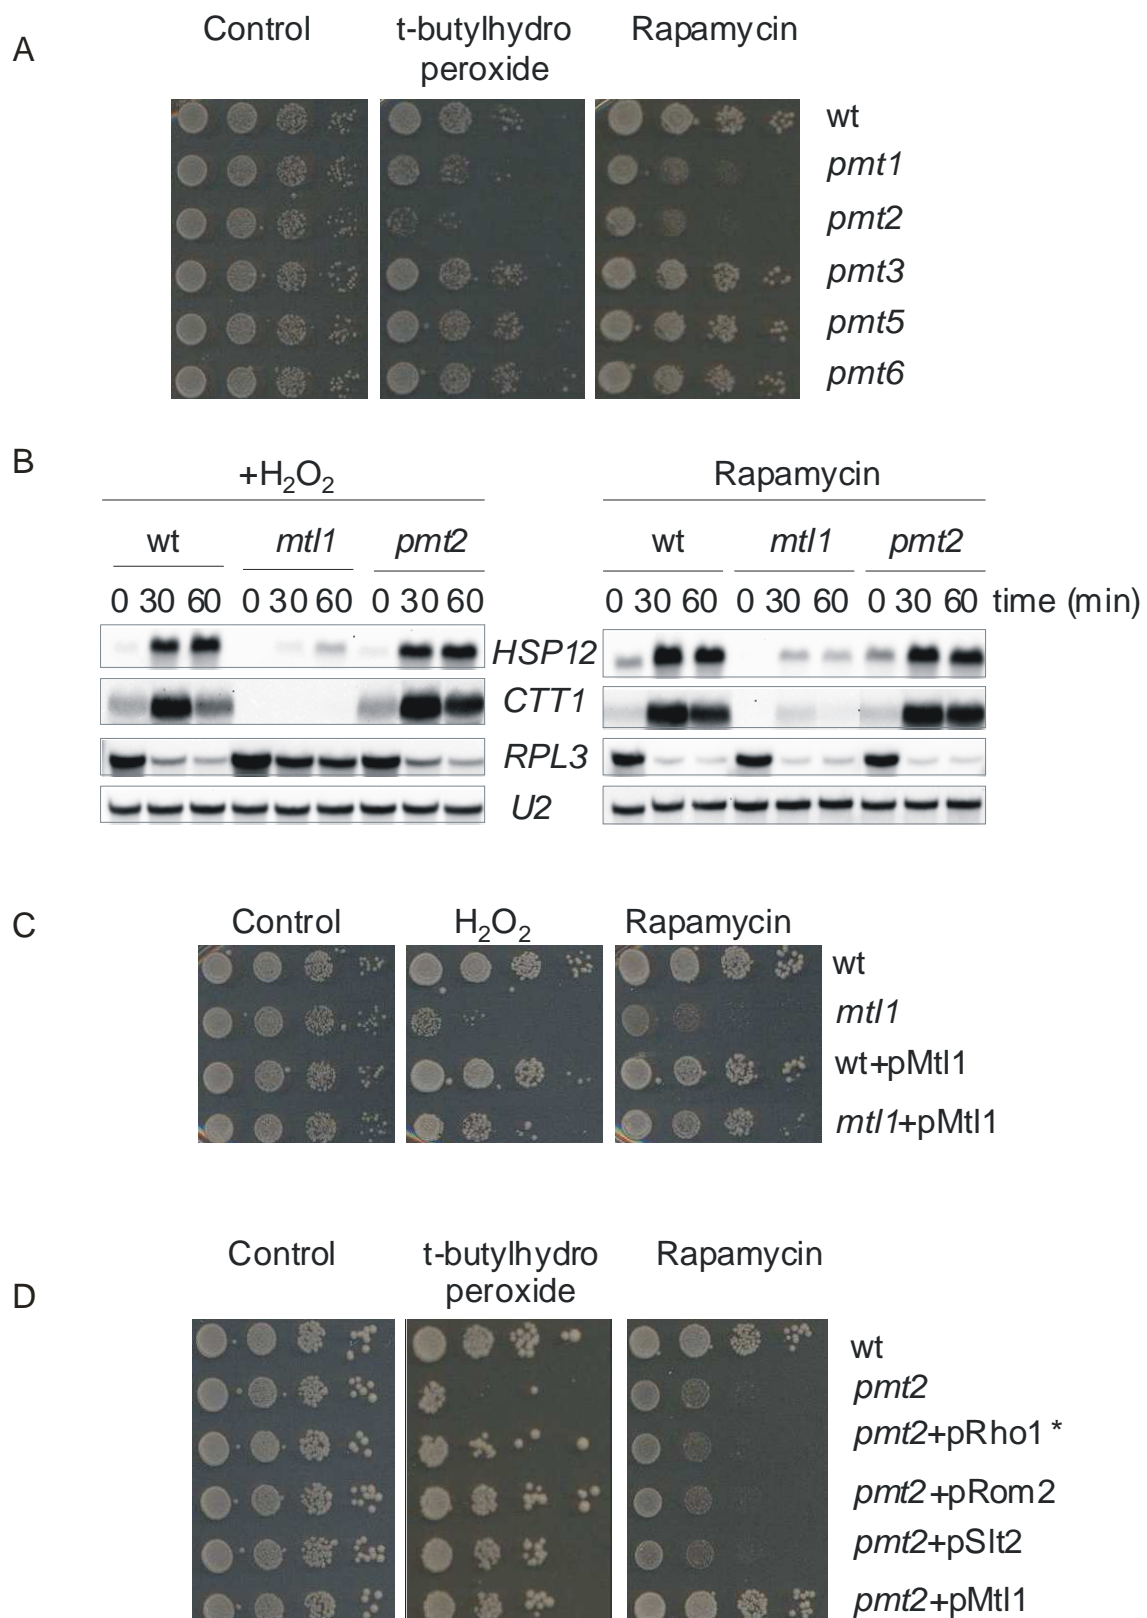 A
Control
t-butylhydro
peroxide
Rapamycin
wt
pmt1
pmt2
pmt3
pmt5
pmt6
B
+H2O2
Rapamycin
wt mtl1 pmt2
wt mtl1 pmt2
0 30 60 0 30 60 0 30 60
0 30 60 0 30 60 0 30 60 time (min)
HSP12
CTT1
RPL3
U2
C
Control
H2O2
Rapamycin
wt
mtl1
wt+pMtl1
mtl1+pMtl1
D
Control
t-butylhydro
peroxide
Rapamycin
wt
pmt2
pmt2+pRho1 *
pmt2+pRom2
pmt2+pSlt2
pmt2+pMtl1